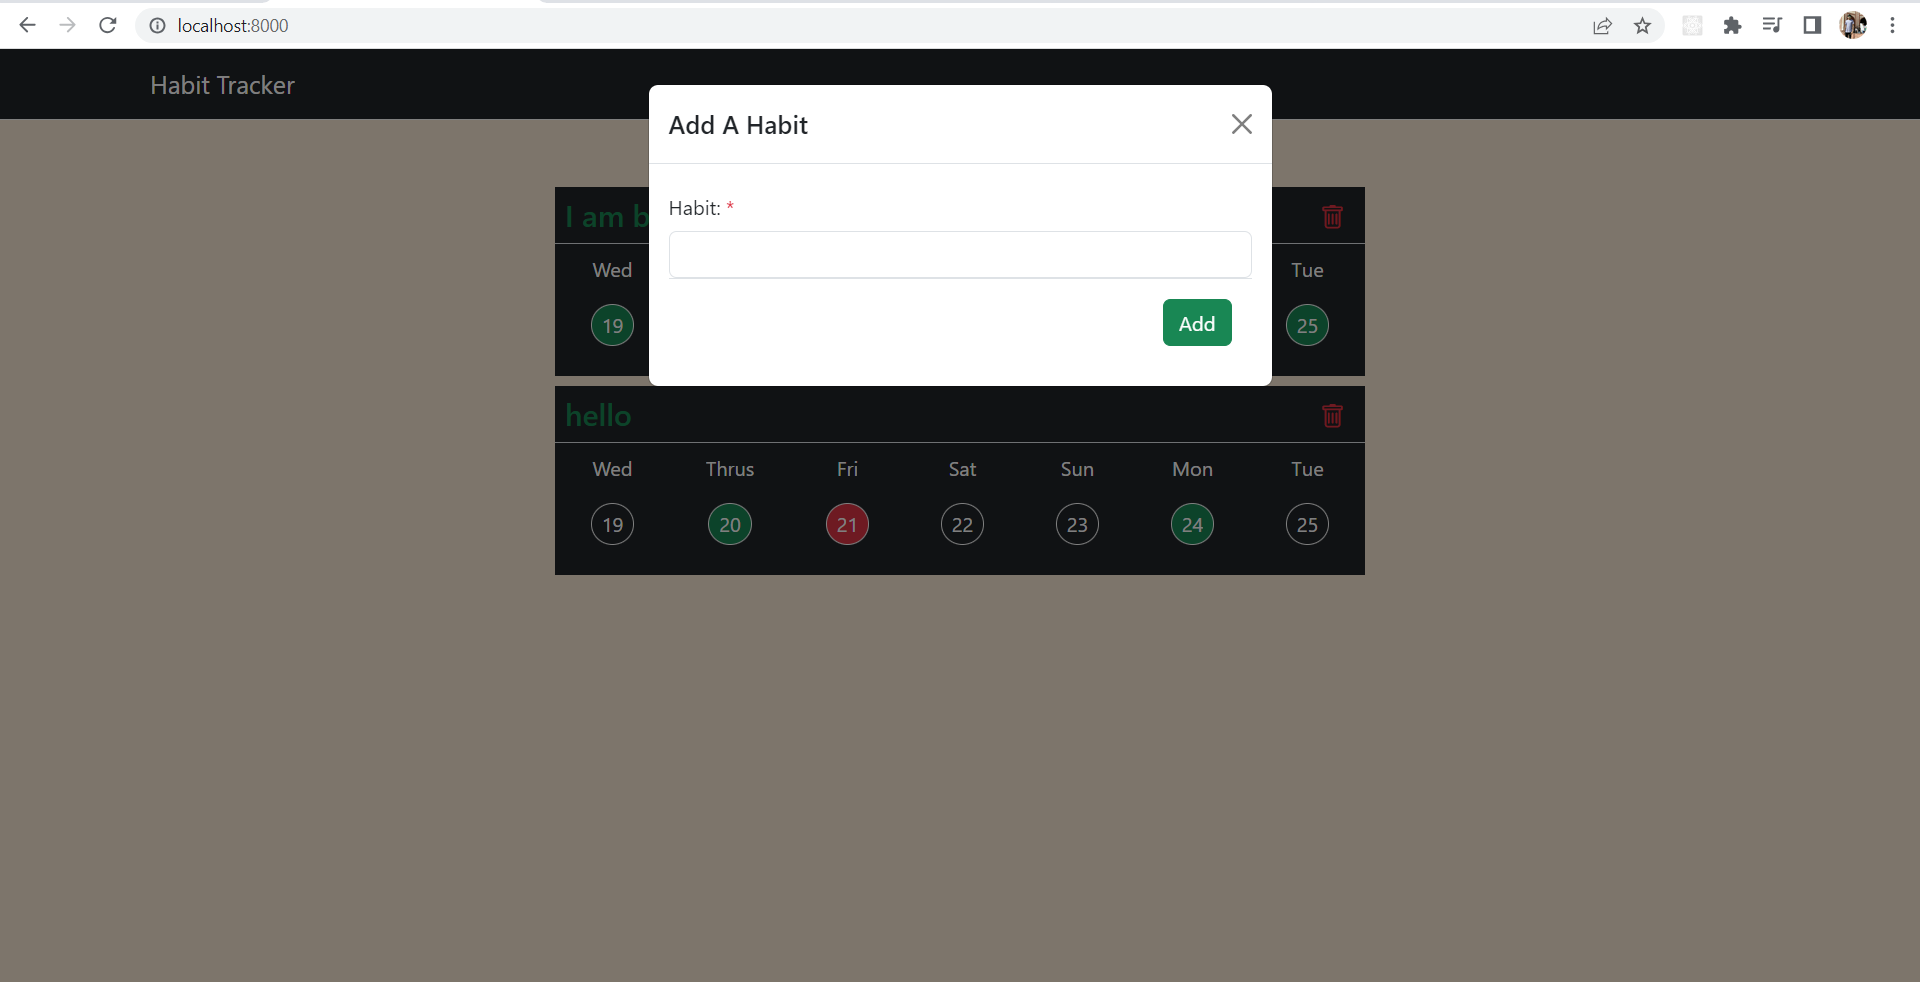 localhost:8000
Habit Tracker
Add A Habit
Habit: *
Add
I am b
Wed Tue
19 25
hello
Wed Thrus Fri Sat Sun Mon Tue
19 20 21 22 23 24 25